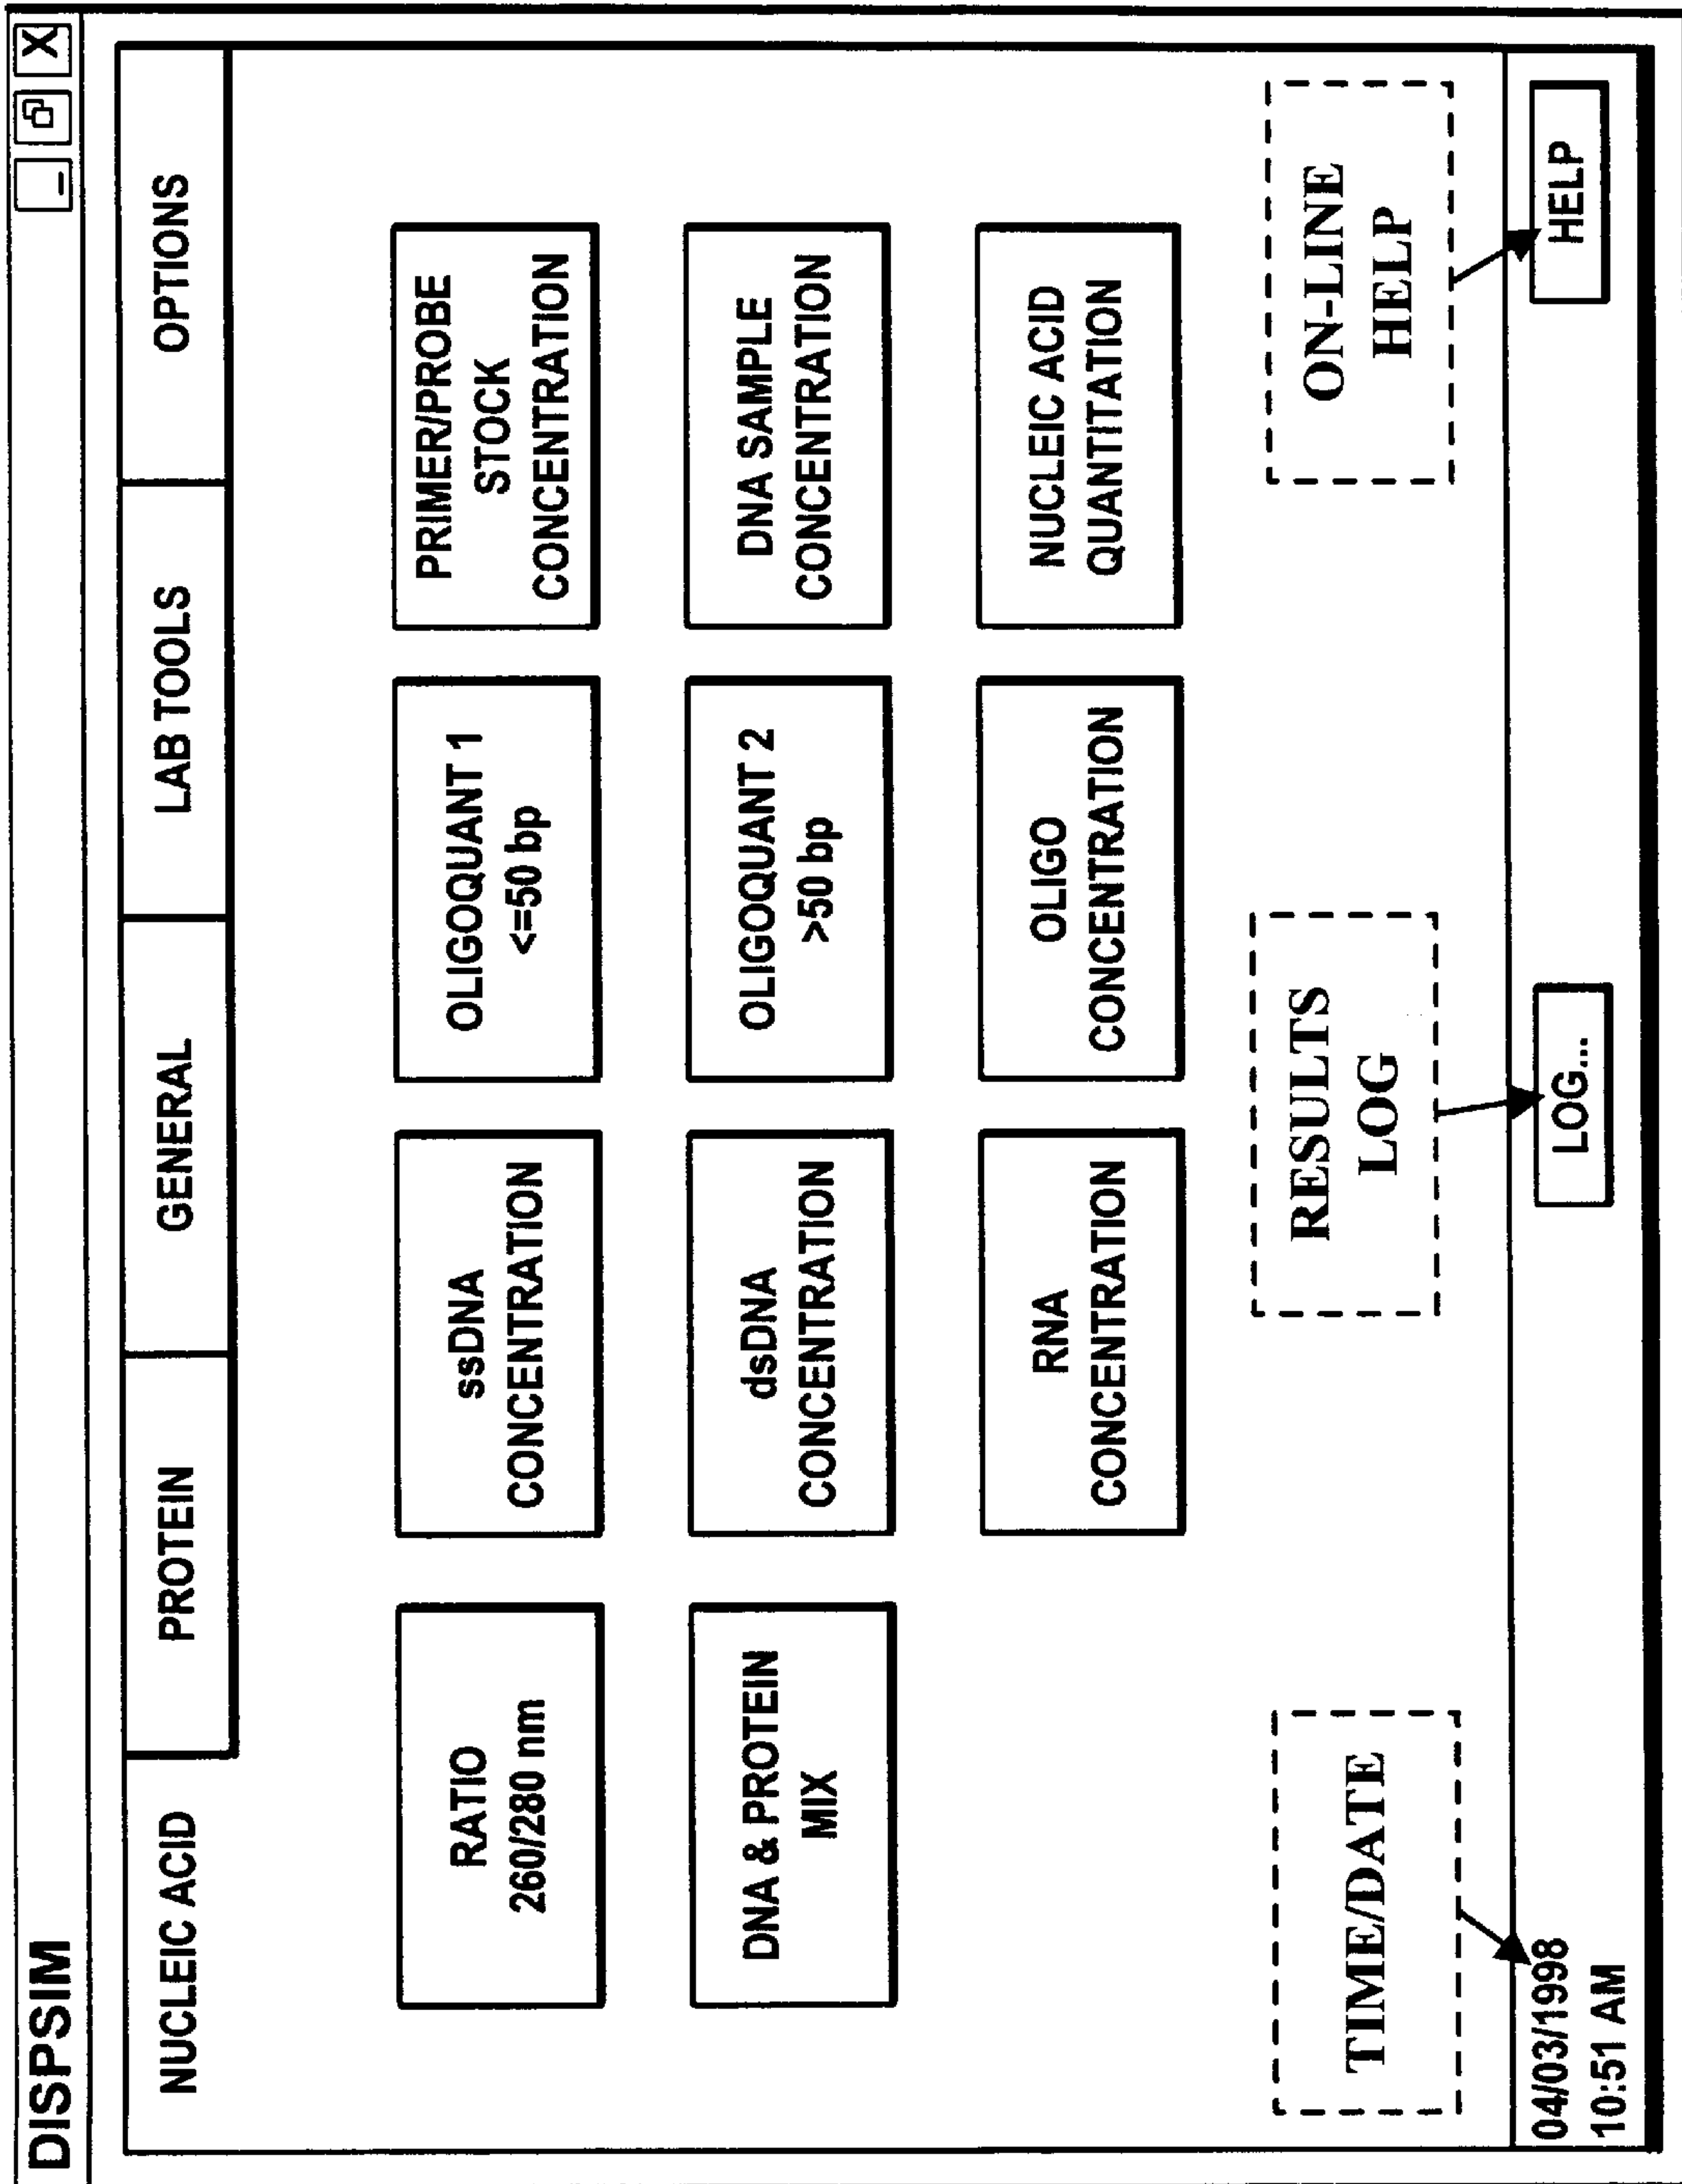 DISPSIM
_ X
NUCLEIC ACID
PROTEIN
GENERAL
LAB TOOLS
OPTIONS
RATIO
260/280 nm
ssDNA
CONCENTRATION
OLIGOQUANT 1
<=50 bp
PRIMER/PROBE
STOCK
CONCENTRATION
DNA & PROTEIN
MIX
dsDNA
CONCENTRATION
OLIGOQUANT 2
>50 bp
DNA SAMPLE
CONCENTRATION
RNA
CONCENTRATION
OLIGO
CONCENTRATION
NUCLEIC ACID
QUANTITATION
TIME/DATE
RESULTS
LOG
ON-LINE
HELP
04/03/1998
10:51 AM
LOG...
HELP